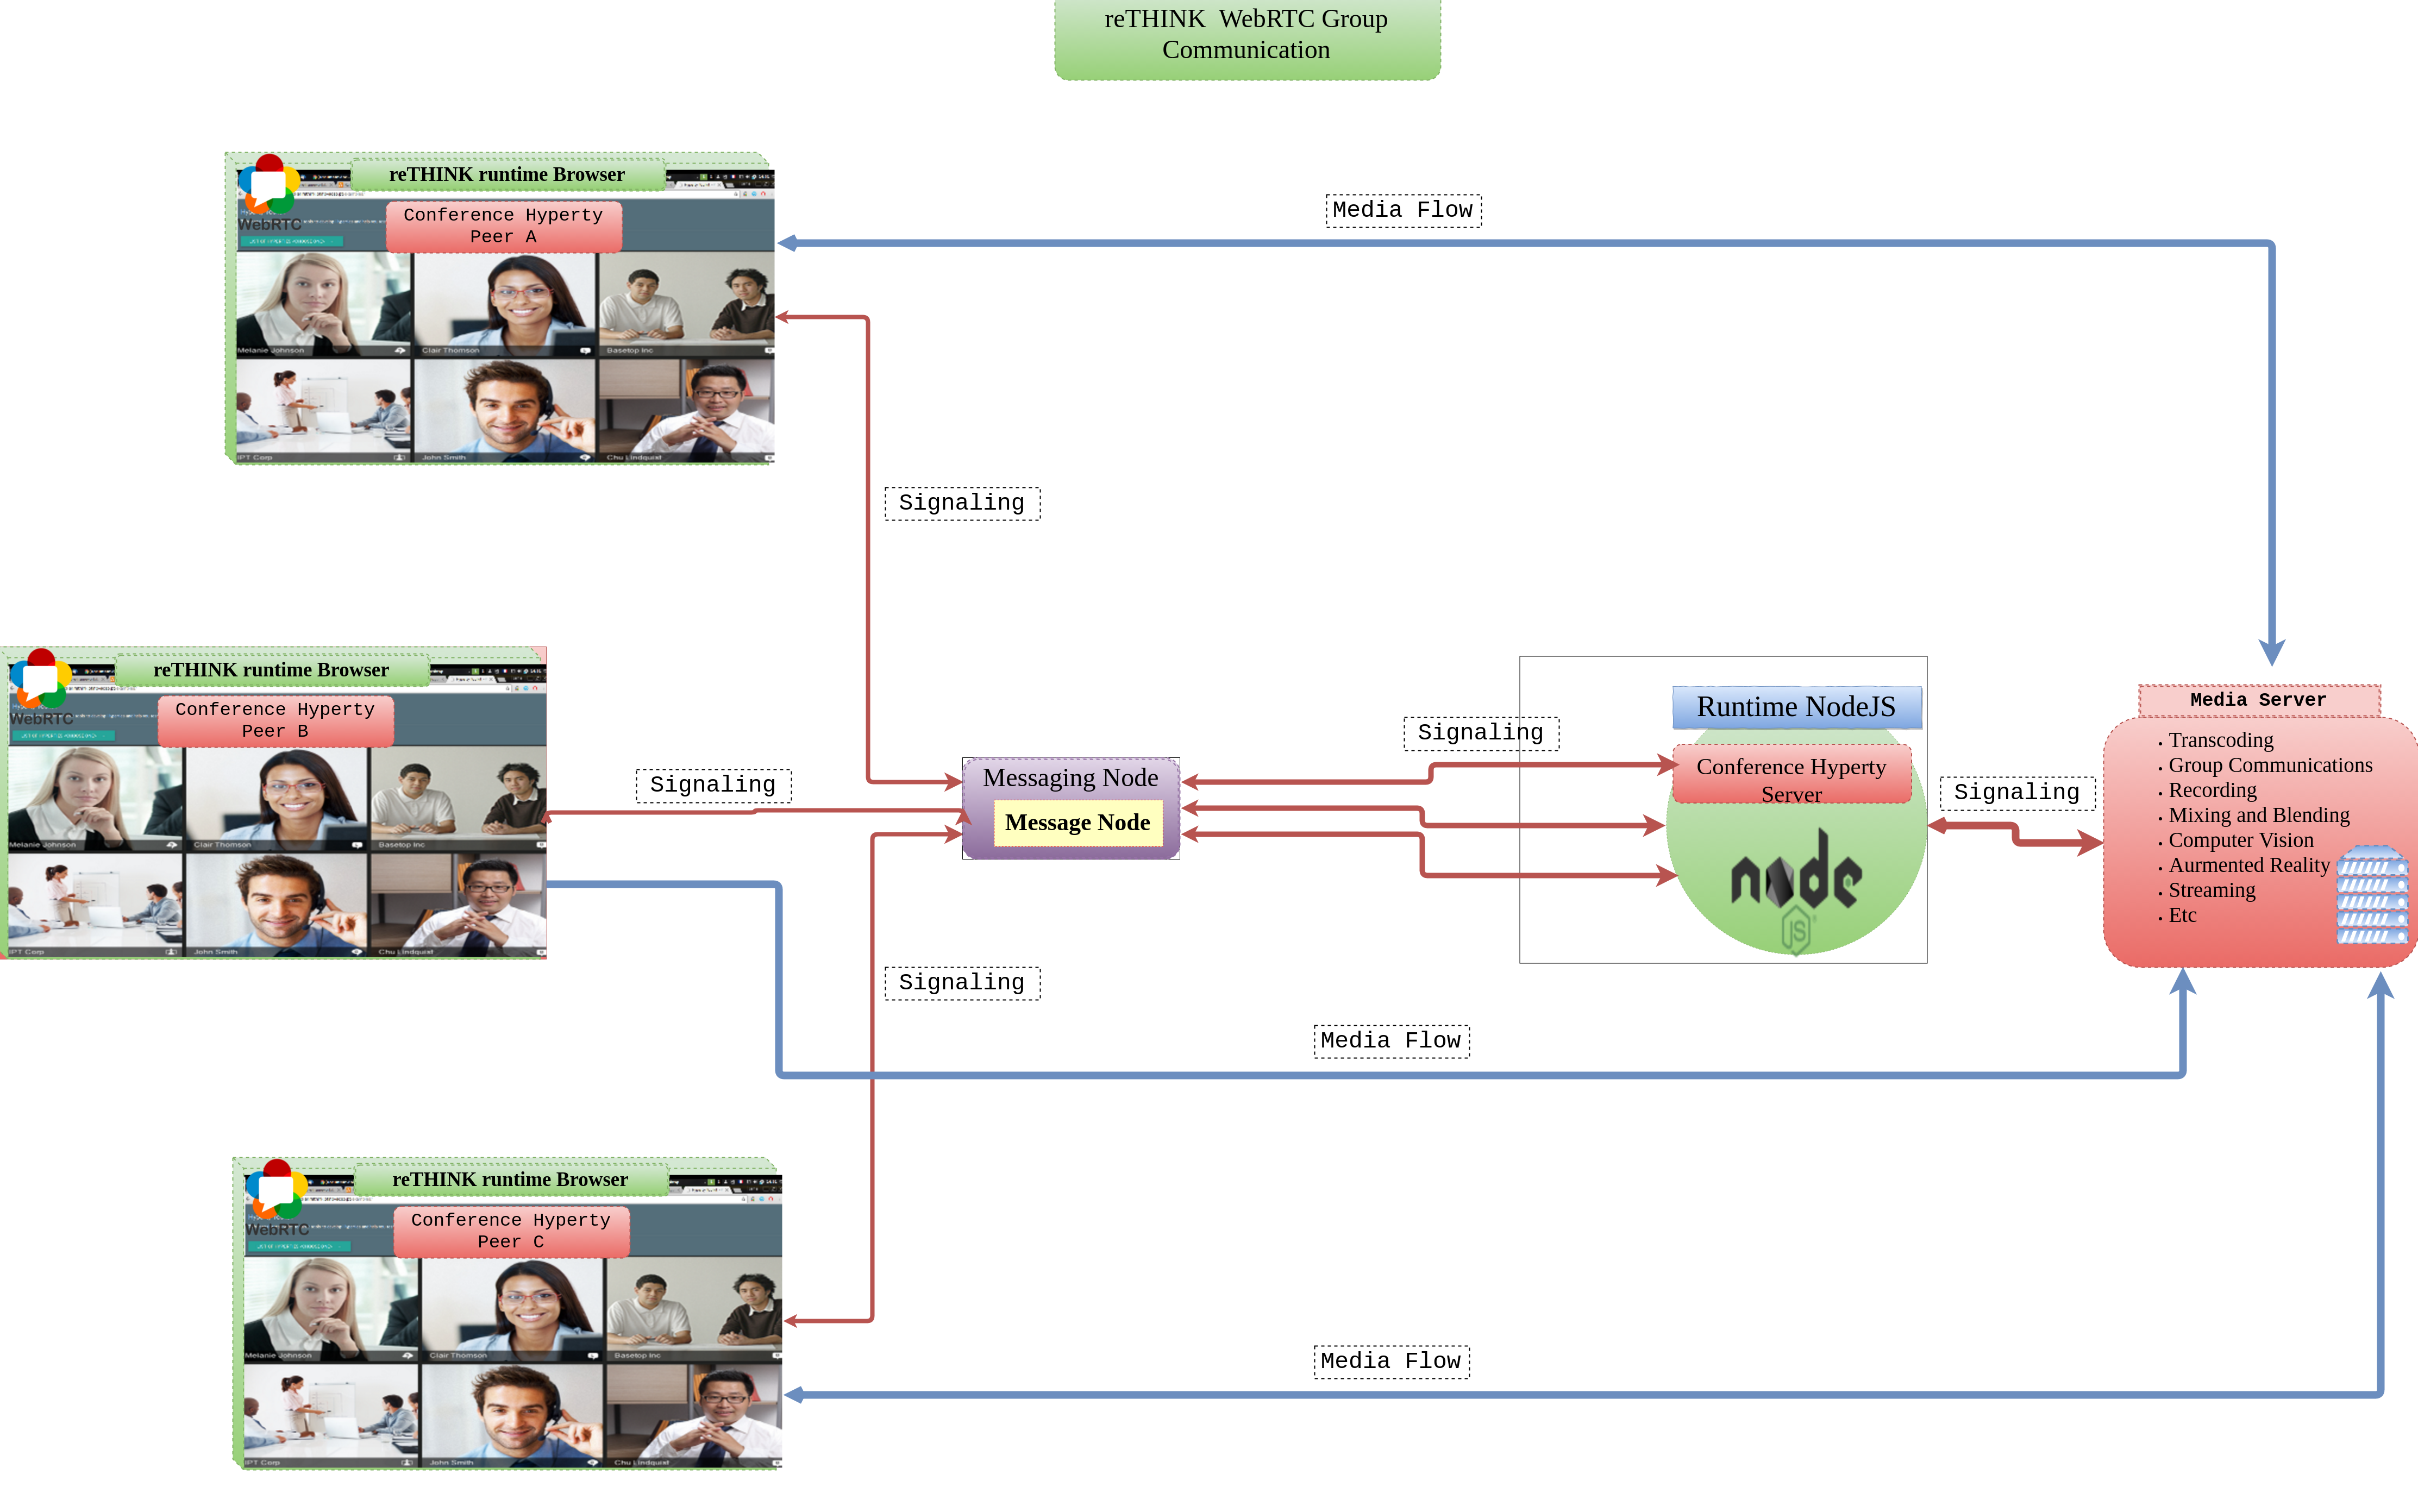 reTHINK  WebRTC Group
Communication
reTHINK runtime Browser
WebRTC
Conference Hyperty
Peer A
Media Flow
Melanie Johnson
Clair Thomson
Basetop Inc
IPT Corp
John Smith
Chu Lindquist
Signaling
reTHINK runtime Browser
WebRTC
Conference Hyperty
Peer B
Melanie Johnson
Clair Thomson
Basetop Inc
IPT Corp
John Smith
Chu Lindquist
Signaling
Messaging Node
Message Node
Signaling
Runtime NodeJS
Conference Hyperty
Server
node
JS
Signaling
Media Server
• Transcoding
• Group Communications
• Recording
• Mixing and Blending
• Computer Vision
• Aurmented Reality
• Streaming
• Etc
Signaling
Media Flow
reTHINK runtime Browser
WebRTC
Conference Hyperty
Peer C
Melanie Johnson
Clair Thomson
Basetop Inc
IPT Corp
John Smith
Chu Lindquist
Media Flow